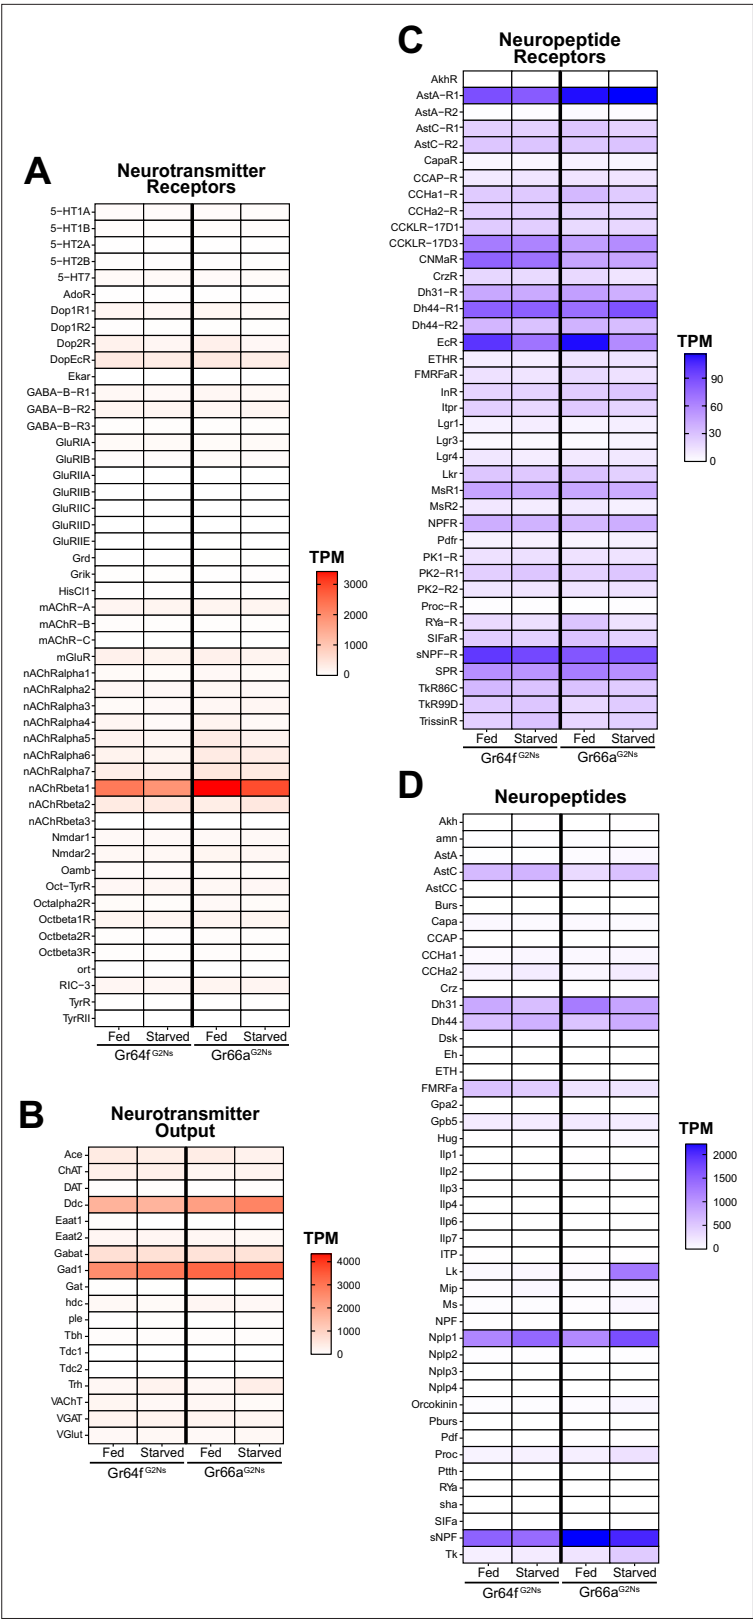 A
Neurotransmitter
Receptors
5−HT1A
5−HT1B
5−HT2A
5−HT2B
5−HT7
AdoR
Dop1R1
Dop1R2
Dop2R
DopEcR
Ekar
GABA−B−R1
GABA−B−R2
GABA−B−R3
GluRIA
GluRIB
GluRIIA
GluRIIB
GluRIIC
GluRIID
GluRIIE
Grd
Grik
HisCl1
mAChR−A
mAChR−B
mAChR−C
mGluR
nAChRalpha1
nAChRalpha2
nAChRalpha3
nAChRalpha4
nAChRalpha5
nAChRalpha6
nAChRalpha7
nAChRbeta1
nAChRbeta2
nAChRbeta3
Nmdar1
Nmdar2
Oamb
Oct−TyrR
Octalpha2R
Octbeta1R
Octbeta2R
Octbeta3R
ort
RIC−3
TyrR
TyrRII
Fed Starved Fed Starved
Gr64f G2Ns Gr66a G2Ns
TPM
3000
2000
1000
0
B
Neurotransmitter
Output
Ace
ChAT
DAT
Ddc
Eaat1
Eaat2
Gabat
Gad1
Gat
hdc
ple
Tbh
Tdc1
Tdc2
Trh
VAChT
VGAT
VGlut
Fed Starved Fed Starved
Gr64f G2Ns Gr66a G2Ns
TPM
4000
3000
2000
1000
0
C
Neuropeptide
Receptors
AkhR
AstA−R1
AstA−R2
AstC−R1
AstC−R2
CapaR
CCAP−R
CCHa1−R
CCHa2−R
CCKLR−17D1
CCKLR−17D3
CNMaR
CrzR
Dh31−R
Dh44−R1
Dh44−R2
EcR
ETHR
FMRFaR
InR
Itpr
Lgr1
Lgr3
Lgr4
Lkr
MsR1
MsR2
NPFR
Pdfr
PK1−R
PK2−R1
PK2−R2
Proc−R
RYa−R
SIFaR
sNPF−R
SPR
TkR86C
TkR99D
TrissinR
Fed Starved Fed Starved
Gr64f G2Ns Gr66a G2Ns
TPM
90
60
30
0
D
Neuropeptides
Akh
amn
AstA
AstC
AstCC
Burs
Capa
CCAP
CCHa1
CCHa2
Crz
Dh31
Dh44
Dsk
Eh
ETH
FMRFa
Gpa2
Gpb5
Hug
Ilp1
Ilp2
Ilp3
Ilp4
Ilp6
Ilp7
ITP
Lk
Mip
Ms
NPF
Nplp1
Nplp2
Nplp3
Nplp4
Orcokinin
Pburs
Pdf
Proc
Ptth
RYa
sha
SIFa
sNPF
Tk
Fed Starved Fed Starved
Gr64f G2Ns Gr66a G2Ns
TPM
2000
1500
1000
500
0